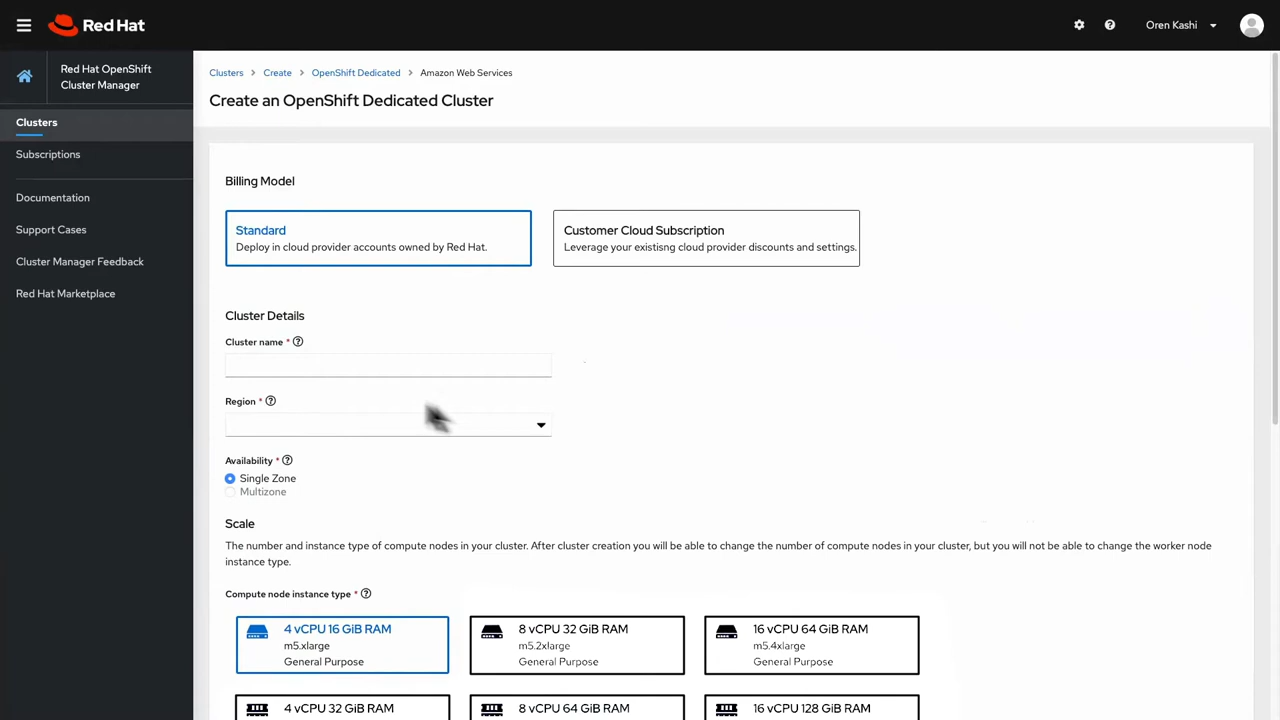 Red Hat
Oren Kashi
Red Hat OpenShift
Cluster Manager
Clusters
Subscriptions
Documentation
Support Cases
Cluster Manager Feedback
Red Hat Marketplace
Clusters > Create > OpenShift Dedicated > Amazon Web Services
Create an OpenShift Dedicated Cluster
Billing Model
Standard
Deploy in cloud provider accounts owned by Red Hat.
Customer Cloud Subscription
Leverage your existisng cloud provider discounts and settings.
Cluster Details
Cluster name *
Region *
Availability *
Single Zone
Multizone
Scale
The number and instance type of compute nodes in your cluster. After cluster creation you will be able to change the number of compute nodes in your cluster, but you will not be able to change the worker node
instance type.
Compute node instance type *
4 vCPU 16 GiB RAM
m5.xlarge
General Purpose
8 vCPU 32 GiB RAM
m5.2xlarge
General Purpose
16 vCPU 64 GiB RAM
m5.4xlarge
General Purpose
4 vCPU 32 GiB RAM
8 vCPU 64 GiB RAM
16 vCPU 128 GiB RAM